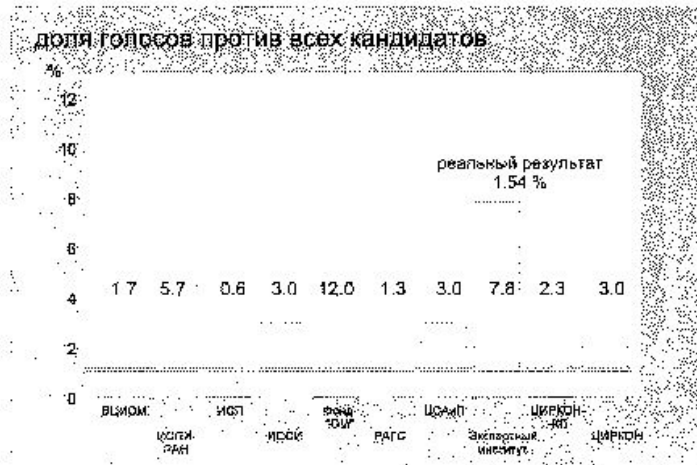 доля голосов против всех кандидатов
%
12
10
реальный результат
1.54 %
8
6
1.7 5.7 0.6 3.0 12.0 1.3 3.0 7.8 2.3 3.0
4
2
0
ВЦИОМ ИСП Фонд ЦСАиП ЦИРКОН-
РАН РАГС Экспертный институт ЦИРКОН